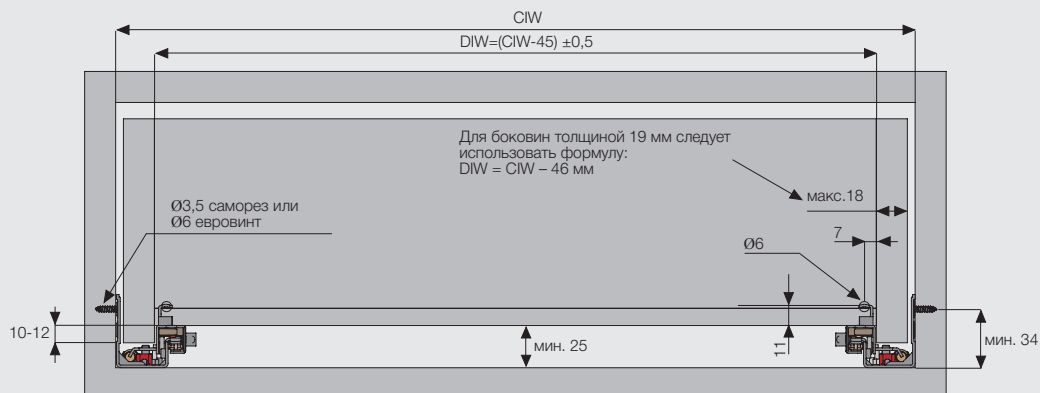 CIW
DIW=(CIW-45) ±0,5
Для боковин толщиной 19 мм следует
использовать формулу:
DIW = CIW – 46 мм
макс.18
Ø3,5 саморез или
Ø6 евровинт
7
Ø6
10-12
мин. 25
11
мин. 34